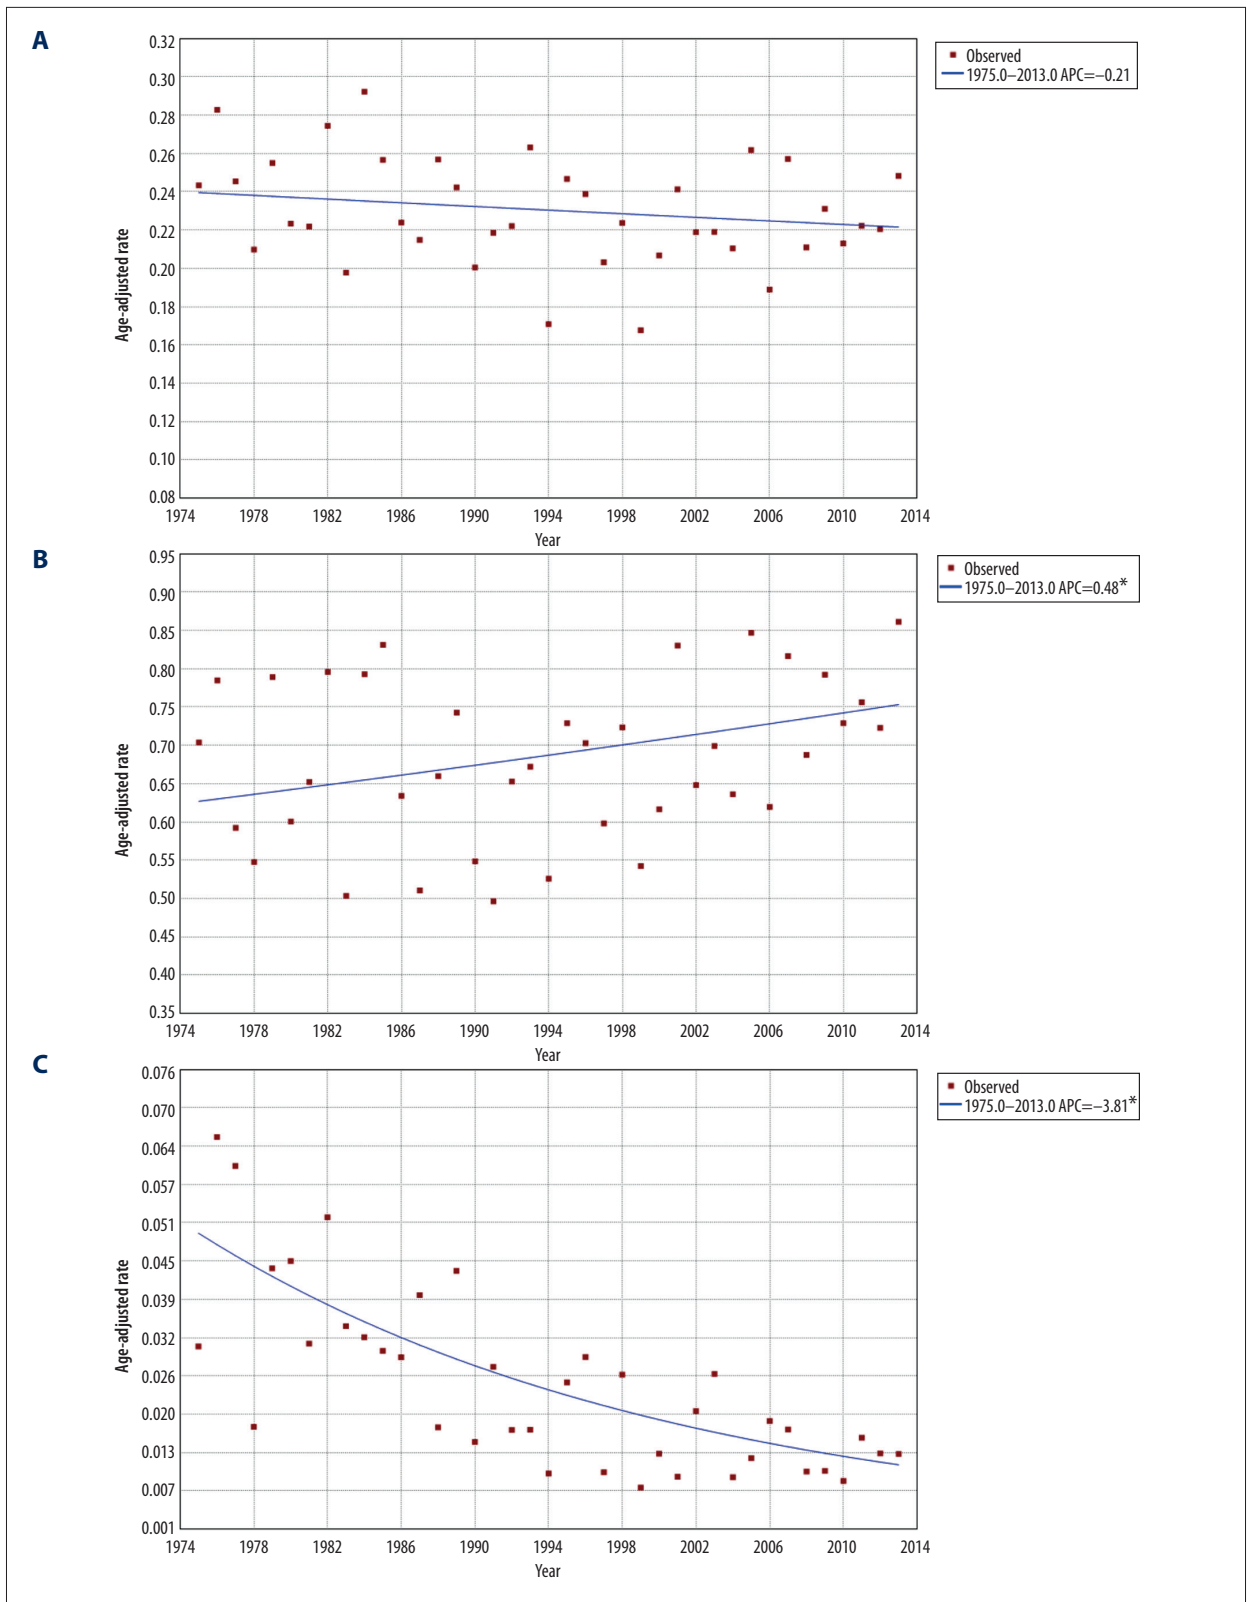 A
0.32
0.30
0.28
0.26
0.24
0.22
0.20
0.18
0.16
0.14
0.12
0.10
0.08
Age-adjusted rate
1974 1978 1982 1986 1990 1994 1998 2002 2006 2010 2014
Year
Observed
1975.0–2013.0 APC=–0.21
B
0.95
0.90
0.85
0.80
0.75
0.70
0.65
0.60
0.55
0.50
0.45
0.40
0.35
Age-adjusted rate
1974 1978 1982 1986 1990 1994 1998 2002 2006 2010 2014
Year
Observed
1975.0–2013.0 APC=0.48*
C
0.076
0.070
0.064
0.057
0.051
0.045
0.039
0.032
0.026
0.020
0.013
0.007
0.001
Age-adjusted rate
1974 1978 1982 1986 1990 1994 1998 2002 2006 2010 2014
Year
Observed
1975.0–2013.0 APC=–3.81*